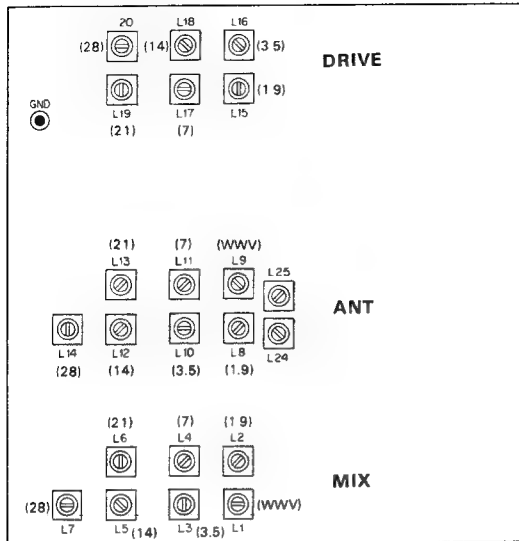 20 L18 L16
(28) (14) (3 5)
DRIVE
GND
L19 L17 L15 (1 9)
(21) (7)
(21) (7) (WWV)
L13 L11 L9 L25
ANT
L14 L12 L10 L8 L24
(28) (14) (3.5) (1.9)
(21) (7) (1 9)
L6 L4 L2
MIX
(28) (WWV)
L7 L5 (14) L3 (3.5) L1